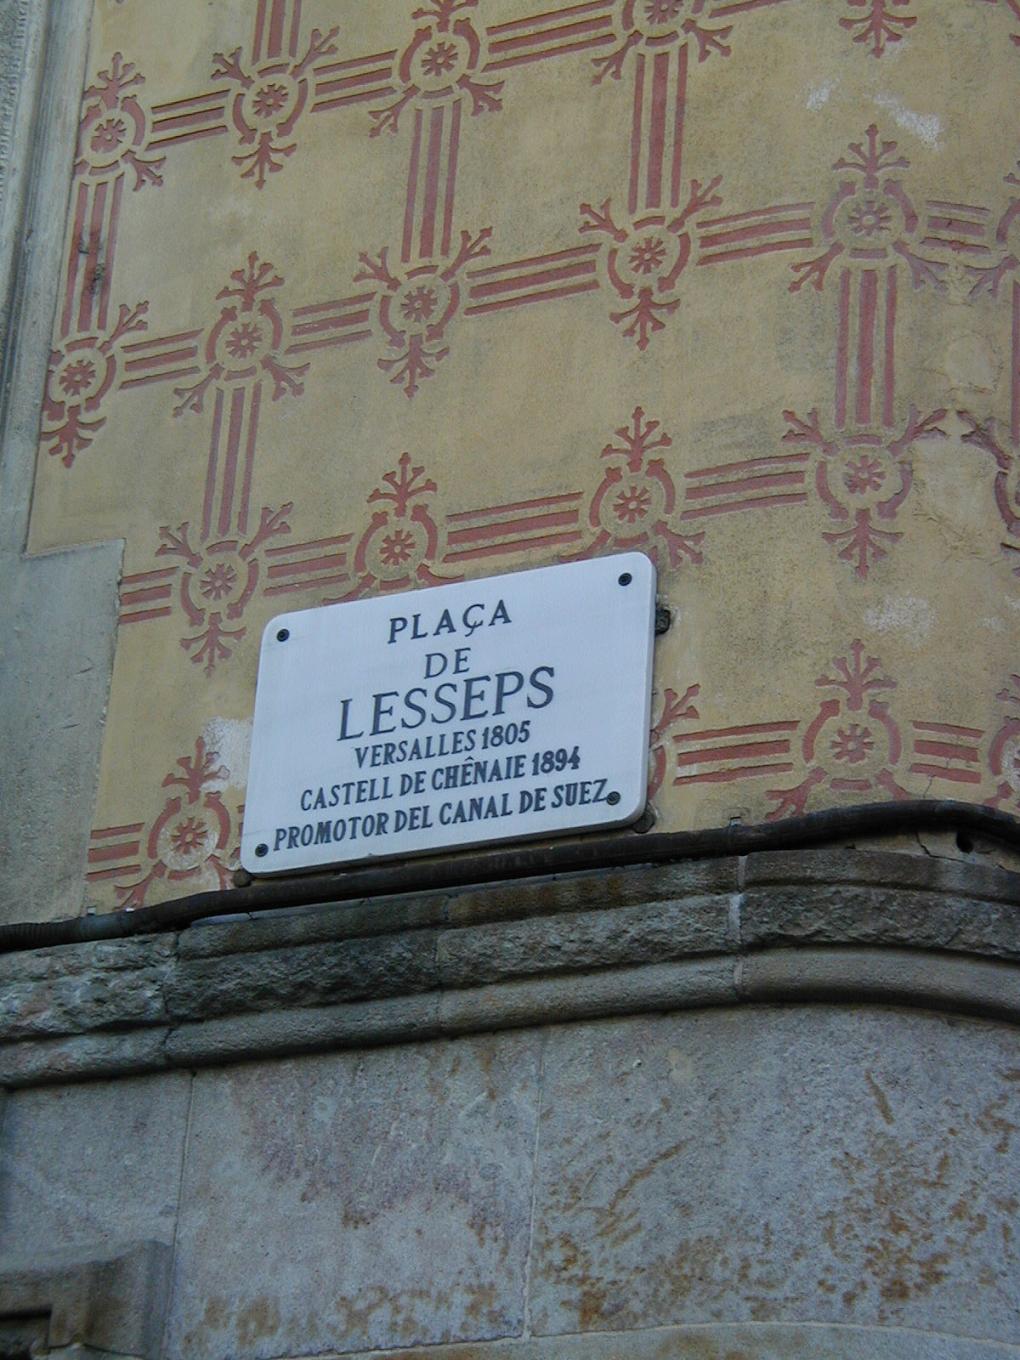 PLAÇA
DE
LESSEPS
VERSALLES 1805
CASTELL DE CHÊNAIE 1894
PROMOTOR DEL CANAL DE SUEZ